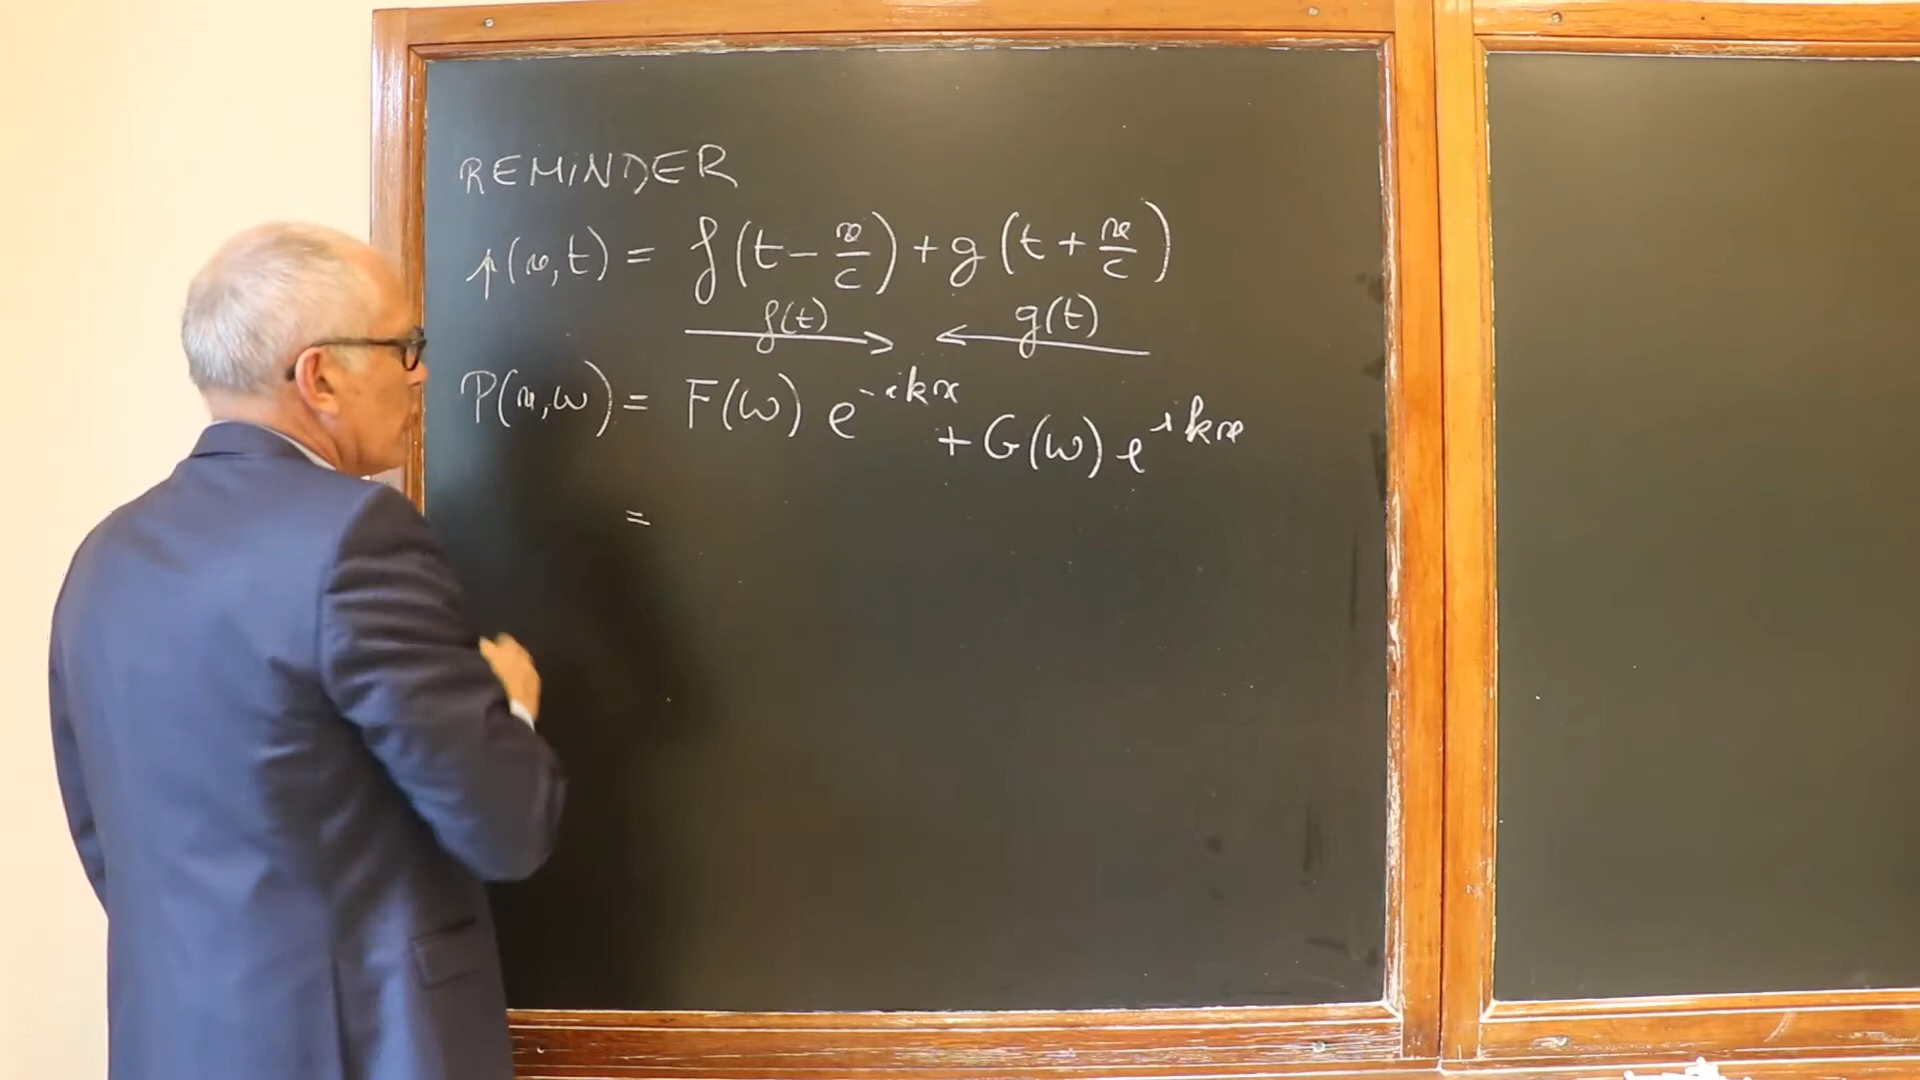 REMINDER
p(x,t) = f(t-x/c) + g(t+x/c)
f(t) g(t)
P(x,ω) = F(ω) e^{-ikx}
+ G(ω) e^{ikx}
=